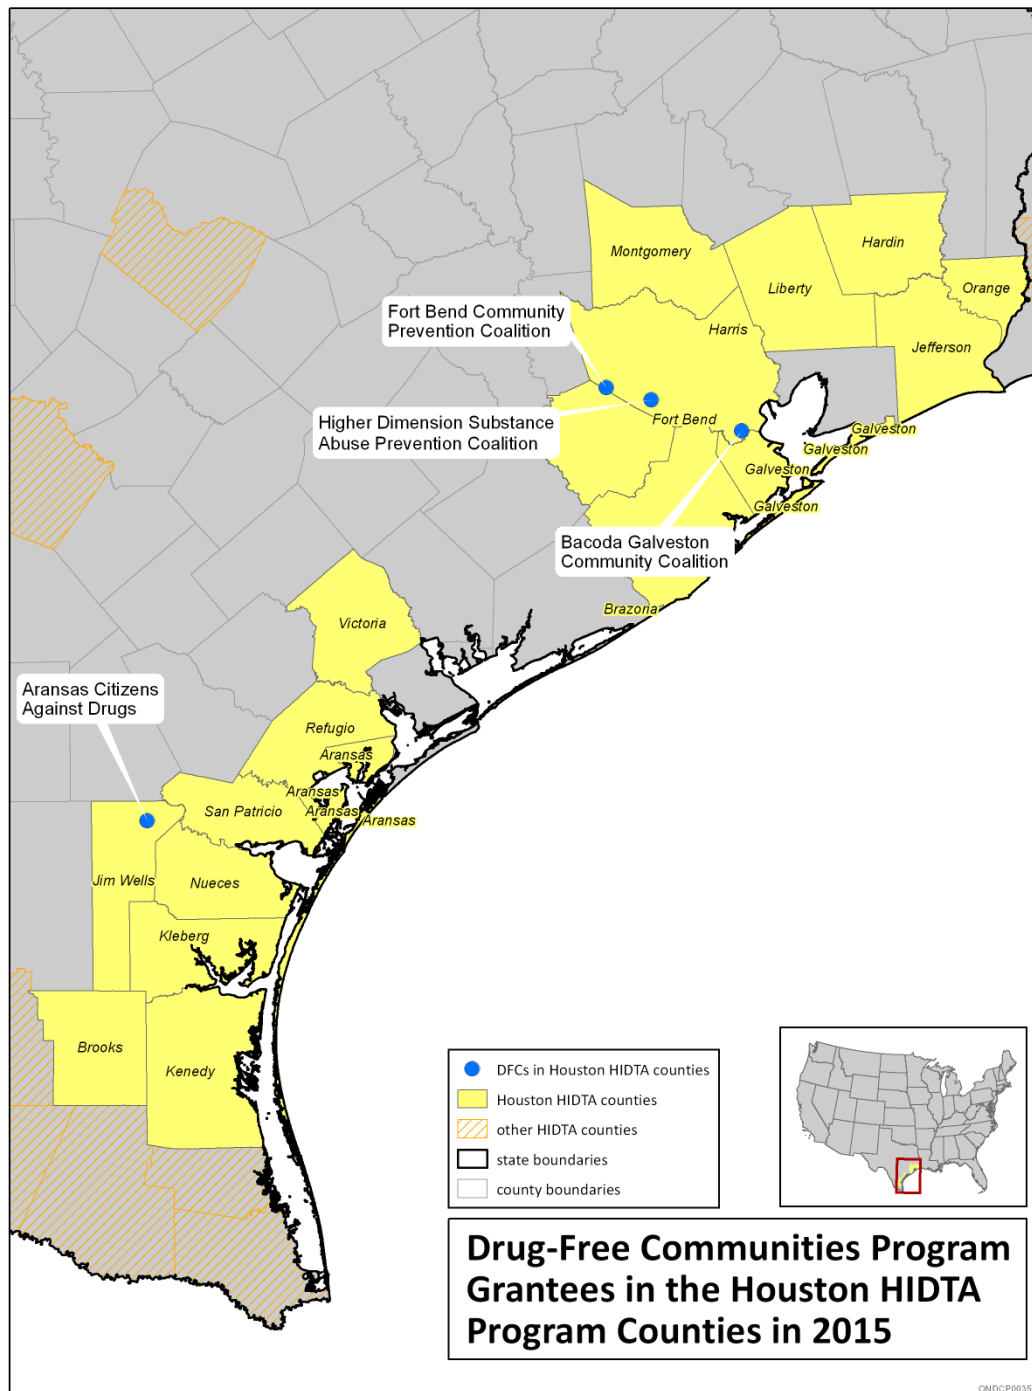 Montgomery
Hardin
Liberty
Orange
Fort Bend Community
Prevention Coalition
Harris
Jefferson
Higher Dimension Substance
Abuse Prevention Coalition
Fort Bend
Galveston
Galveston
Galveston
Galveston
Bacoda Galveston
Community Coalition
Brazoria
Victoria
Aransas Citizens
Against Drugs
Refugio
Aransas
Aransas
San Patricio
Aransas
Aransas
Jim Wells
Nueces
Kleberg
Brooks
Kenedy
DFCs in Houston HIDTA counties
Houston HIDTA counties
other HIDTA counties
state boundaries
county boundaries
Drug-Free Communities Program
Grantees in the Houston HIDTA
Program Counties in 2015
ONDCP0035